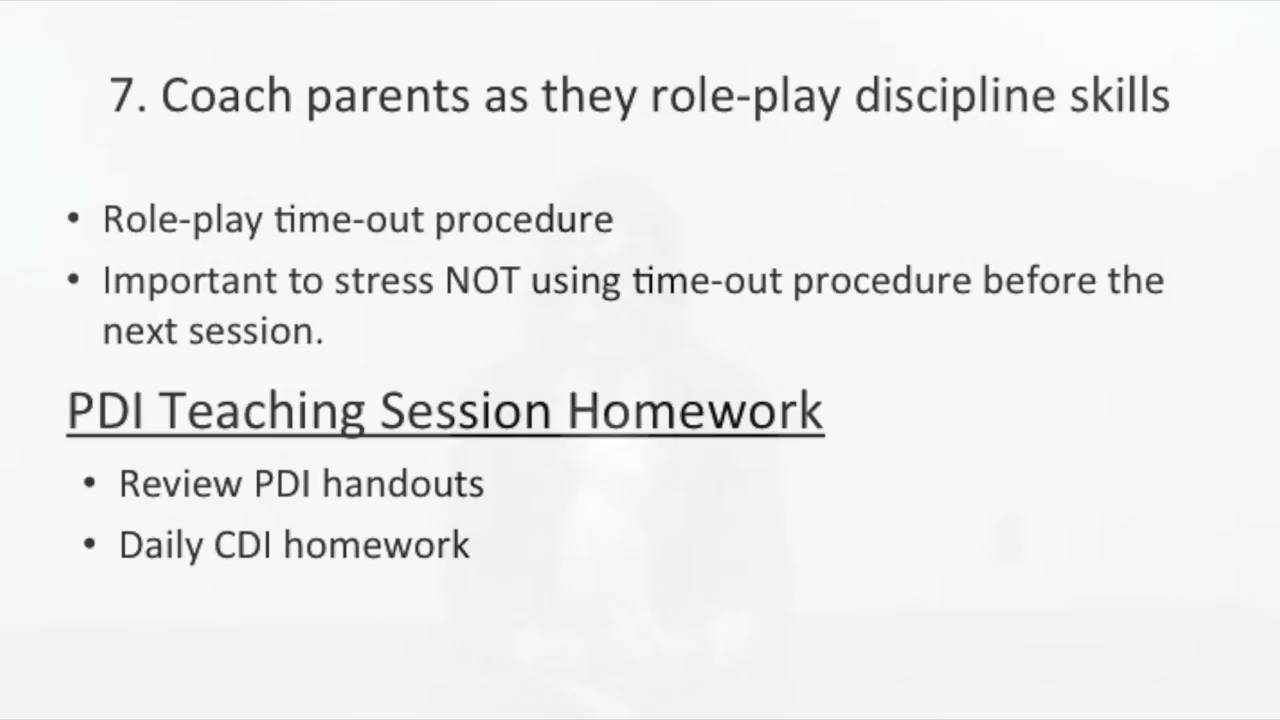 7. Coach parents as they role-play discipline skills
• Role-play time-out procedure
• Important to stress NOT using time-out procedure before the
next session.
PDI Teaching Session Homework
• Review PDI handouts
• Daily CDI homework